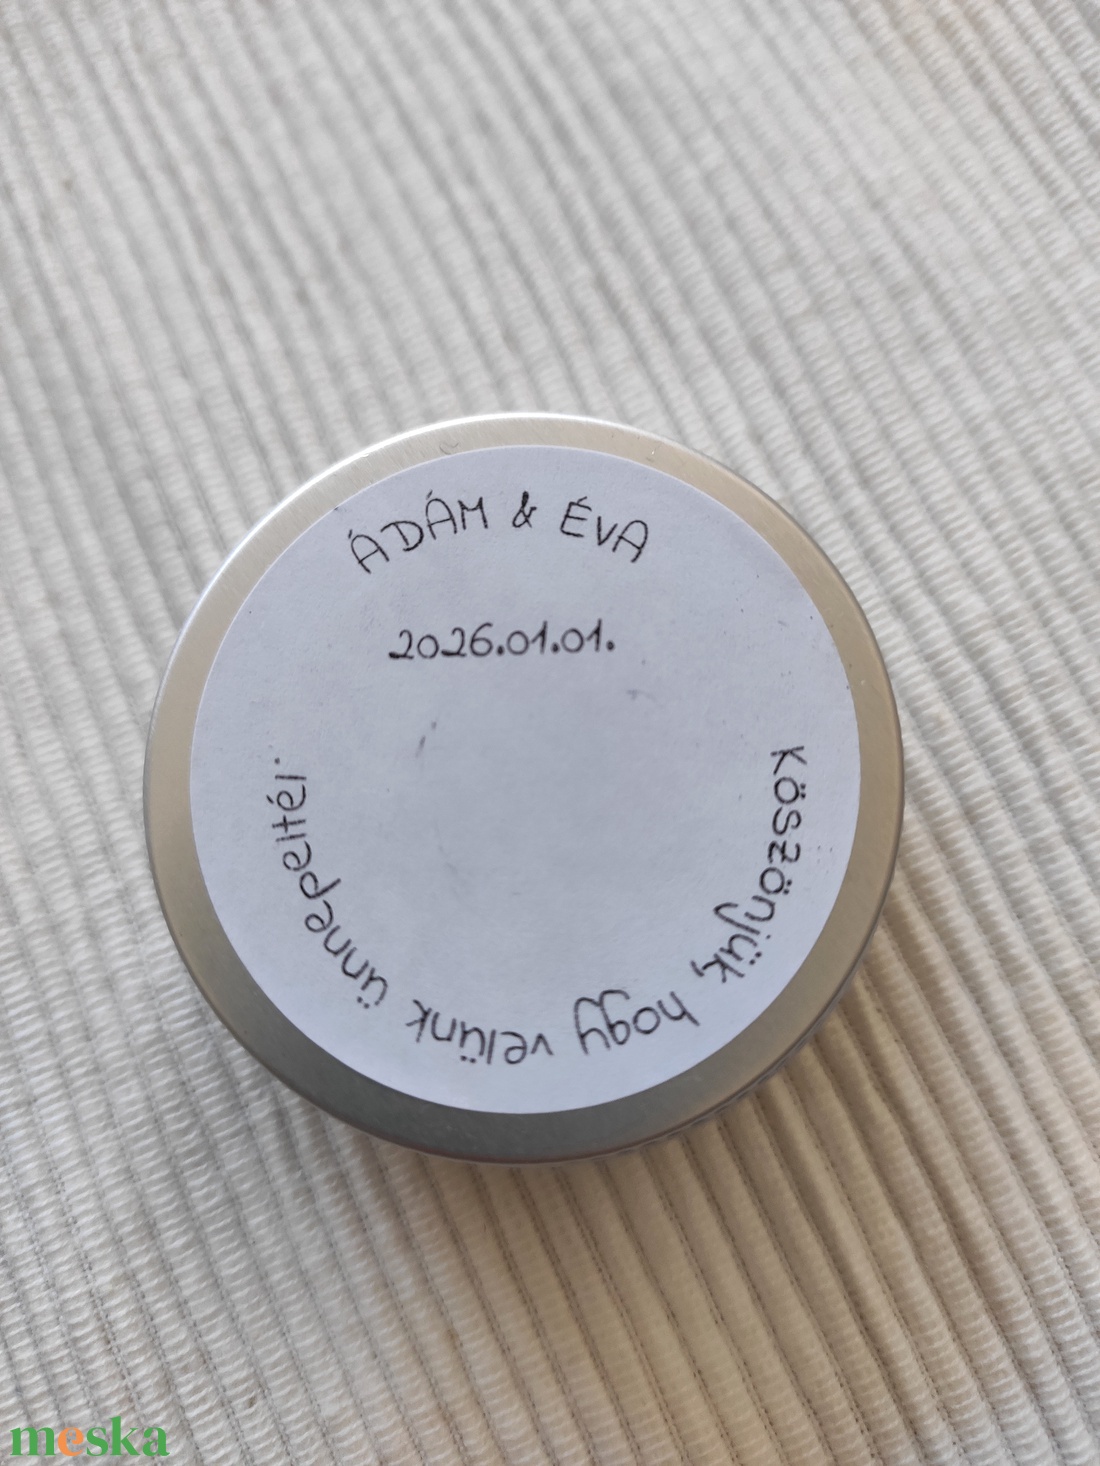 ÁDÁM & ÉVA
2026.01.01.
Köszönjük, hogy velünk ünnepeltél.
meska